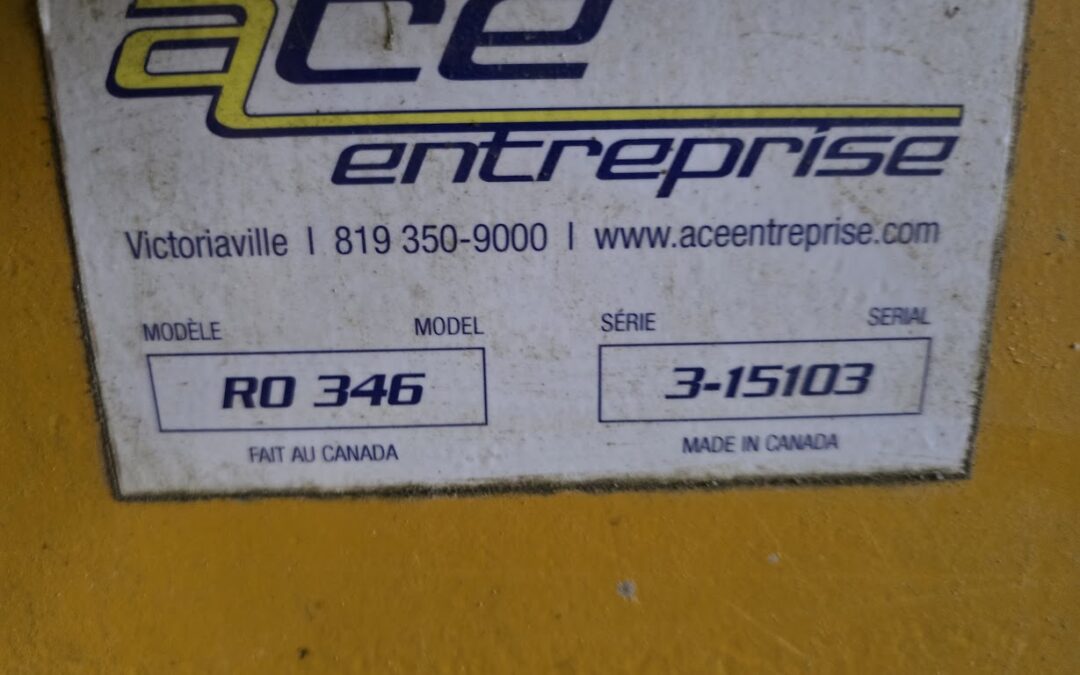 ace
entreprise
Victoriaville | 819 350-9000 | www.aceentreprise.com
MODÈLE MODEL SÉRIE SERIAL
RO 346 3-15103
FAIT AU CANADA MADE IN CANADA